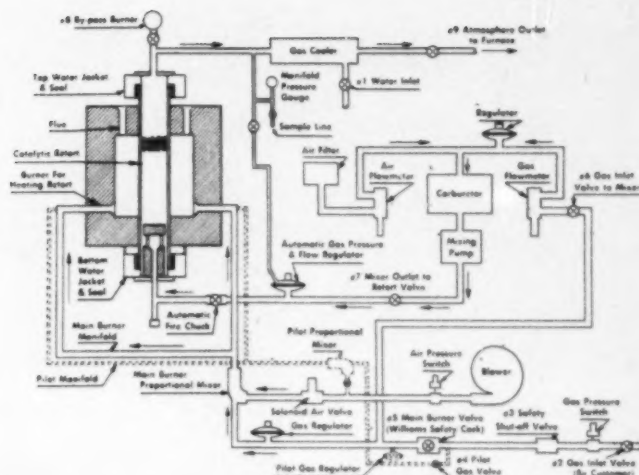 #8 By-pass Burner
Gas Cooler
#9 Atmosphere Outlet
to Furnace
Top Water Jacket
& Seal
Manifold
Pressure
Gauge
#1 Water Inlet
Flue
Sample Line
Regulator
Catalytic Retort
Air Filter
Air
Flowmeter
Gas
Flowmeter
#6 Gas Inlet
Valve to Mixer
Burner For
Heating Retort
Carburetor
Mixing
Pump
Automatic Gas Pressure
& Flow Regulator
Bottom
Water
Jacket
& Seal
#7 Mixer Outlet to
Retort Valve
Automatic
Fire Check
Main Burner
Manifold
Pilot Proportional
Mixer
Pilot Manifold
Air Pressure
Switch
Blower
Main Burner
Proportional Mixer
Solenoid Air Valve
Gas Regulator
#5 Main Burner Valve
(Williams Safety Cock)
#3 Safety
Shut-off Valve
Gas Pressure
Switch
Pilot Gas Regulator
#4 Pilot
Gas Valve
#2 Gas Inlet Valve
(By Customer)